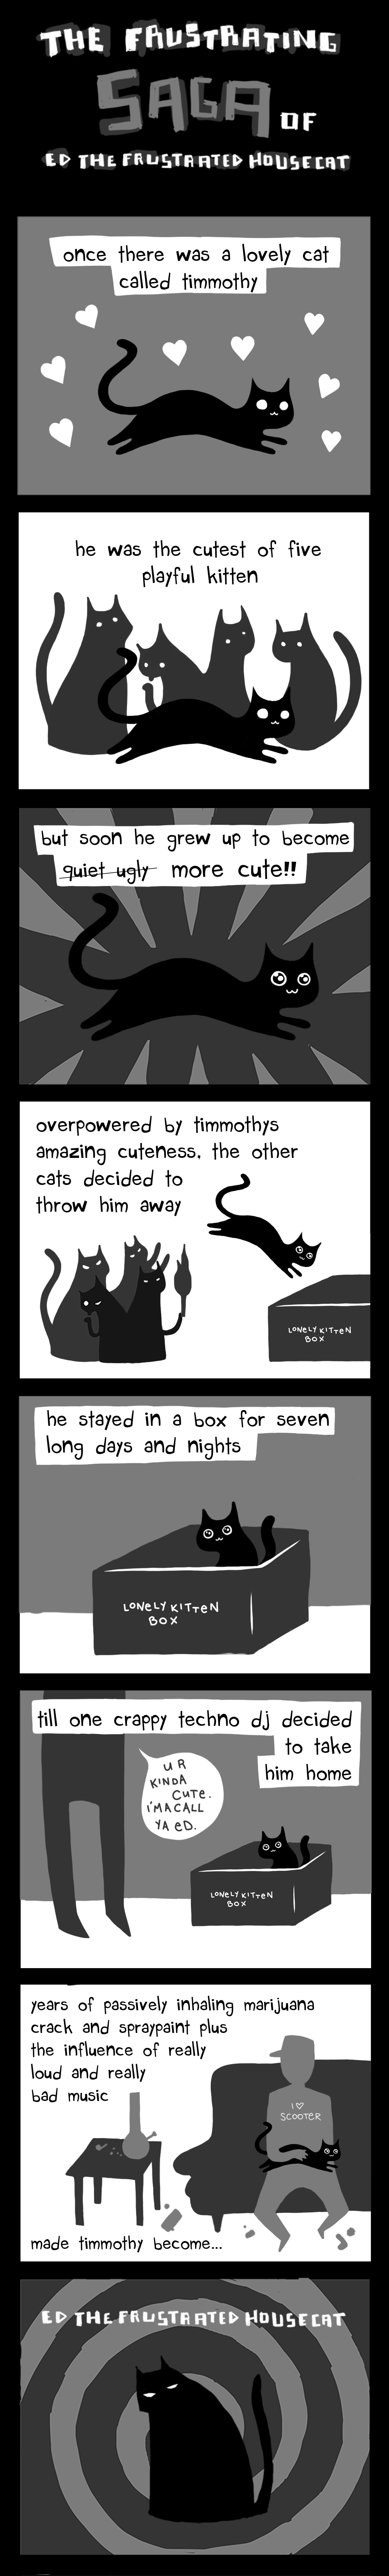 THE FRUSTRATING
SAGA OF
ED THE FRUSTRATED HOUSECAT
once there was a lovely cat
called timmothy
he was the cutest of five
playful kitten
but soon he grew up to become
quiet ugly more cute!!
overpowered by timmothys
amazing cuteness, the other
cats decided to
throw him away
LONELY KITTEN
BOX
he stayed in a box for seven
long days and nights
LONELY KITTEN
BOX
till one crappy techno dj decided
to take
him home
U R
KINDA
CUTE.
I'MA CALL
YA ED.
LONELY KITTEN
BOX
years of passively inhaling marijuana
crack and spraypaint plus
the influence of really
loud and really
bad music
I ♡
SCOOTER
made timmothy become...
ED THE FRUSTRATED HOUSECAT